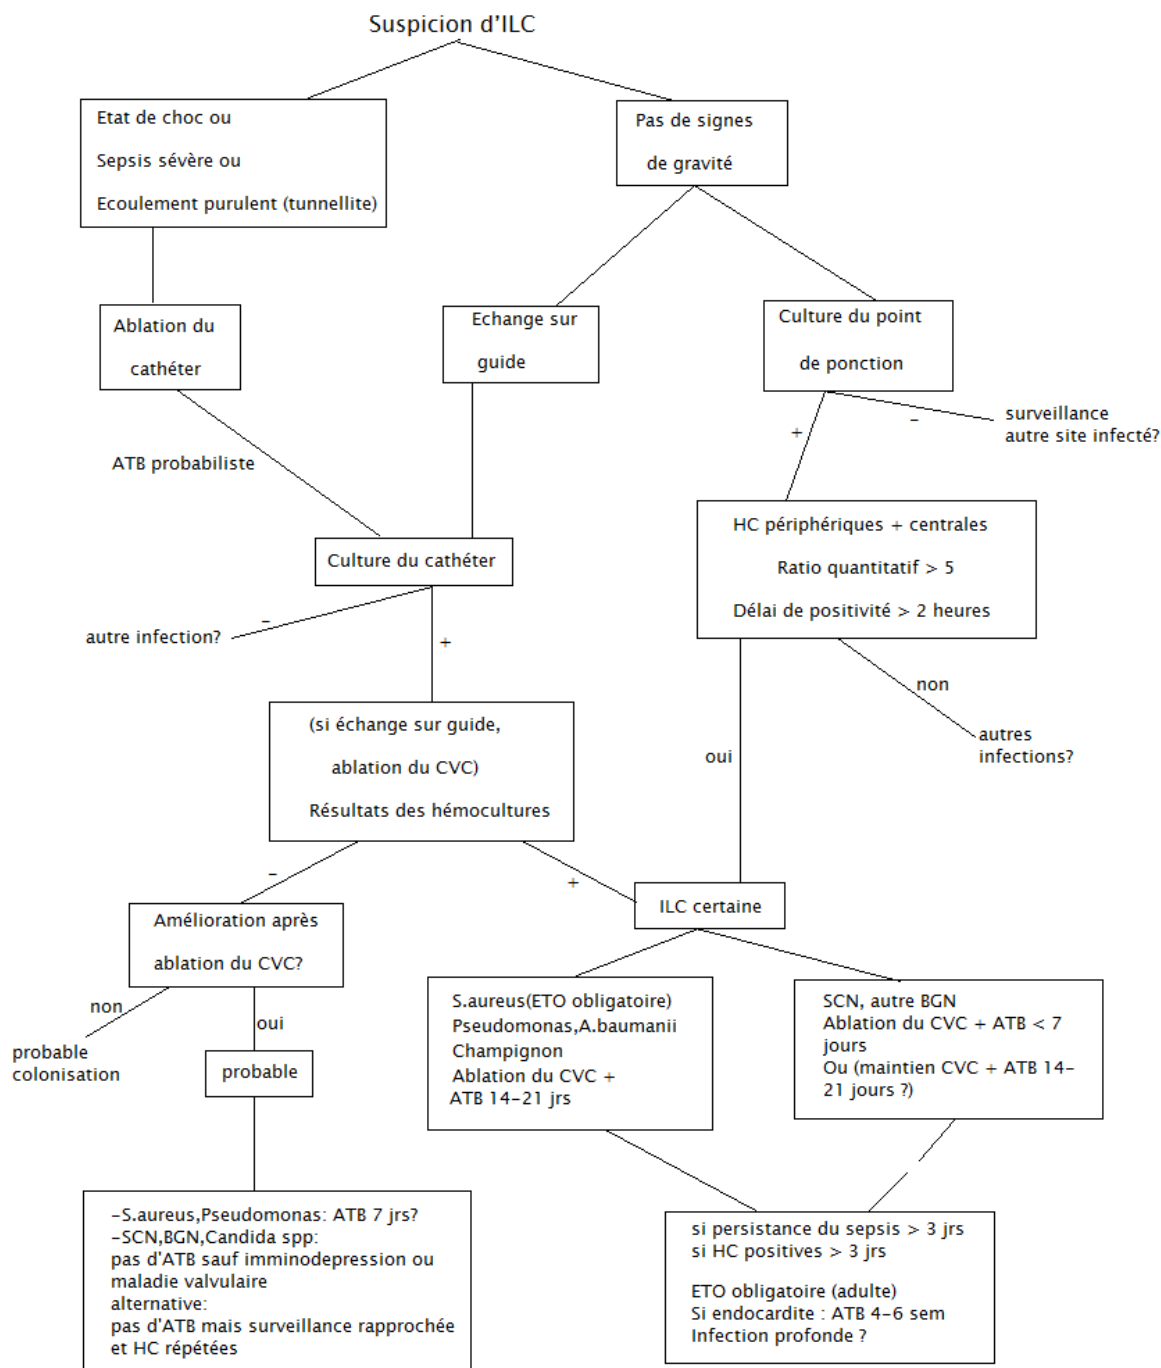 Suspicion d'ILC
Etat de choc ou
Sepsis sévère ou
Ecoulement purulent (tunnellite)
Pas de signes
de gravité
Ablation du
cathéter
Echange sur
guide
Culture du point
de ponction
+
-
surveillance
autre site infecté?
ATB probabiliste
HC périphériques + centrales
Ratio quantitatif > 5
Délai de positivité > 2 heures
Culture du cathéter
-
autre infection?
+
non
autres
infections?
oui
(si échange sur guide,
ablation du CVC)
Résultats des hémocultures
-
+
ILC certaine
Amélioration après
ablation du CVC?
non
oui
probable
colonisation
probable
S.aureus(ETO obligatoire)
Pseudomonas,A.baumanii
Champignon
Ablation du CVC +
ATB 14-21 jrs
SCN, autre BGN
Ablation du CVC + ATB < 7
jours
Ou (maintien CVC + ATB 14-
21 jours ?)
-S.aureus,Pseudomonas: ATB 7 jrs?
-SCN,BGN,Candida spp:
pas d'ATB sauf imminodepression ou
maladie valvulaire
alternative:
pas d'ATB mais surveillance rapprochée
et HC répétées
si persistance du sepsis > 3 jrs
si HC positives > 3 jrs
ETO obligatoire (adulte)
Si endocardite : ATB 4-6 sem
Infection profonde ?